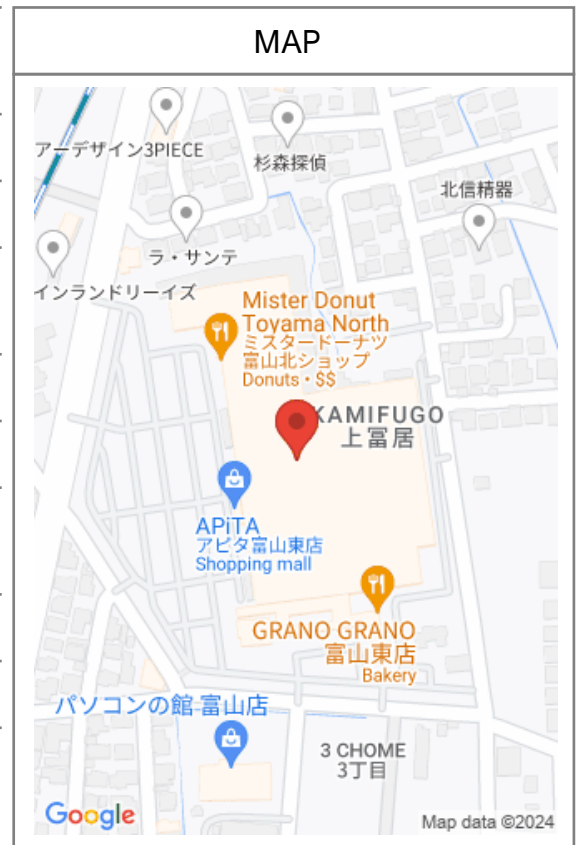 MAP
アーデザイン3PIECE
杉森探偵
北信精器
ラ・サンテ
インランドリーイズ
Mister Donut
Toyama North
ミスタードーナツ
富山北ショップ
Donuts • $$
KAMIFUGO
上冨居
APiTA
アピタ富山東店
Shopping mall
GRANO GRANO
富山東店
Bakery
パソコンの館 富山店
3 CHOME
3丁目
Google
Map data ©2024